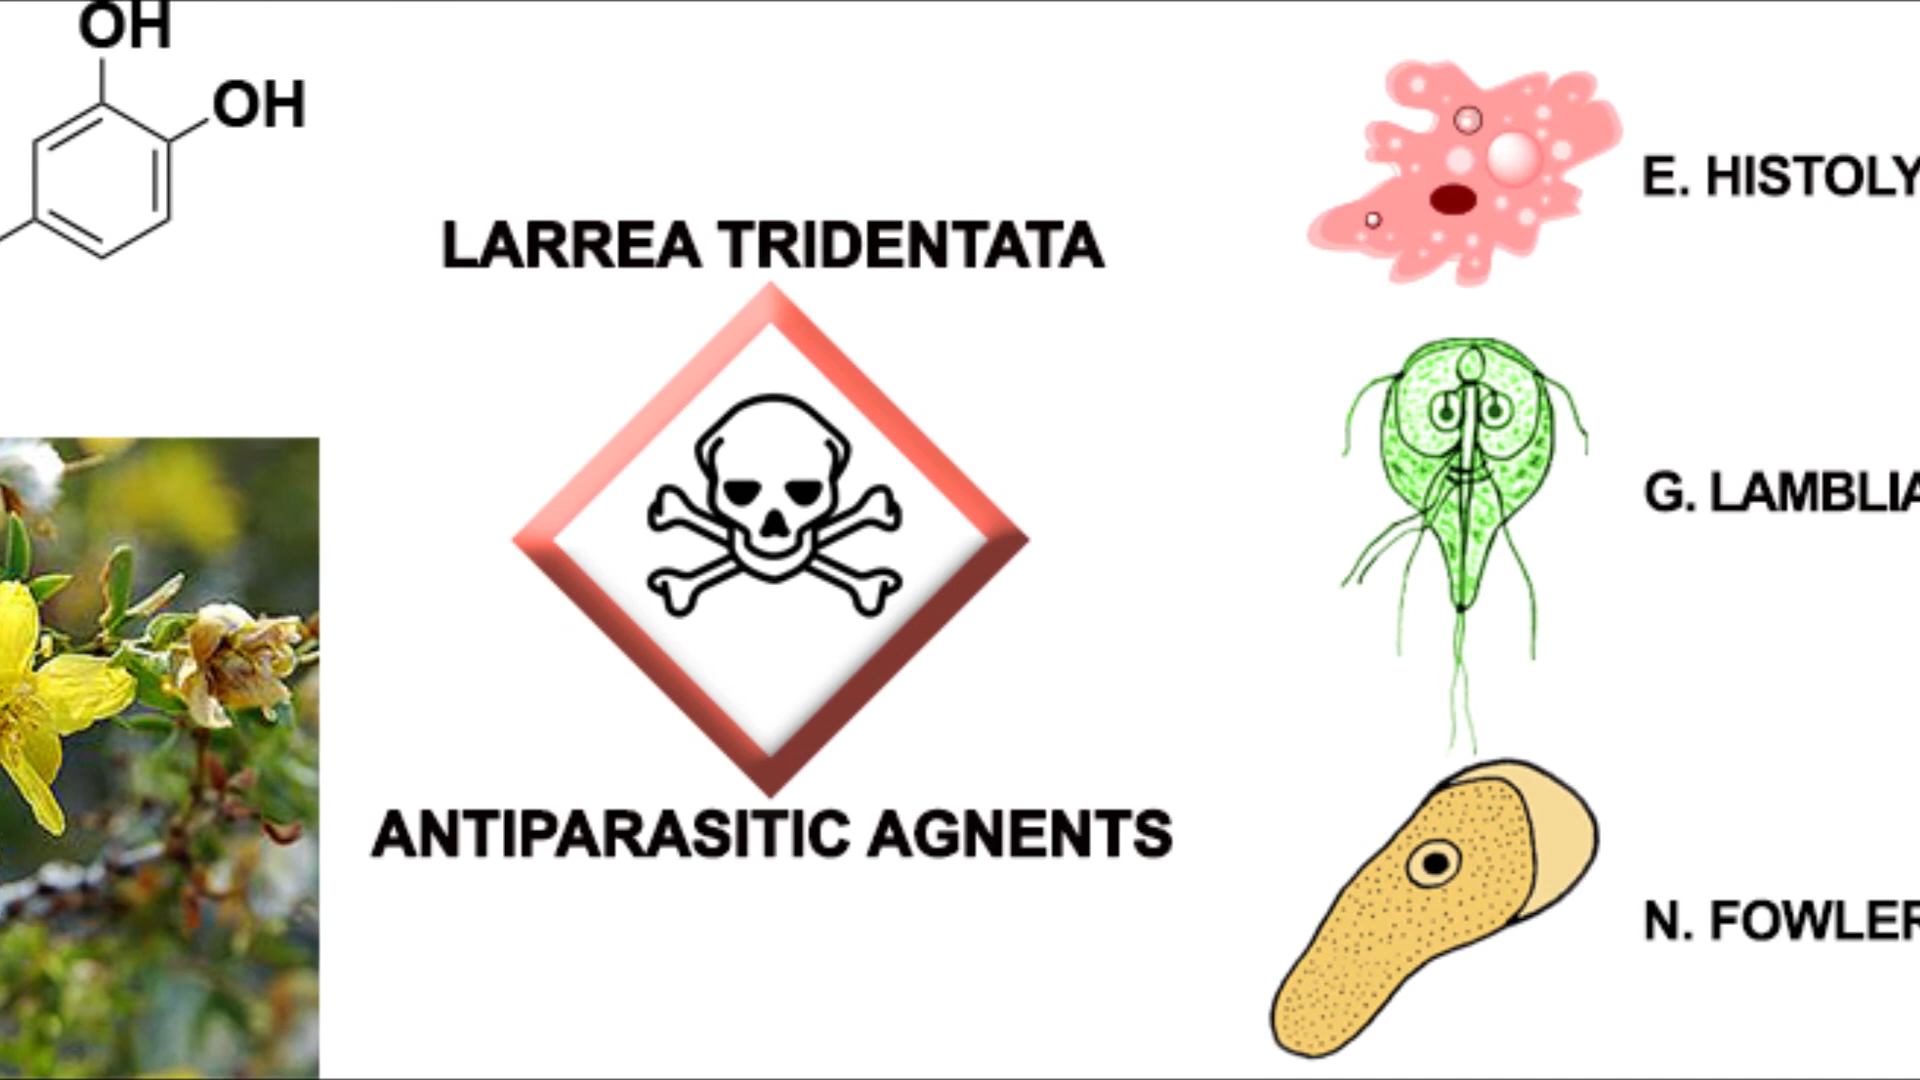 OH
OH
LARREA TRIDENTATA
ANTIPARASITIC AGNENTS
E. HISTOLY
G. LAMBLIA
N. FOWLER